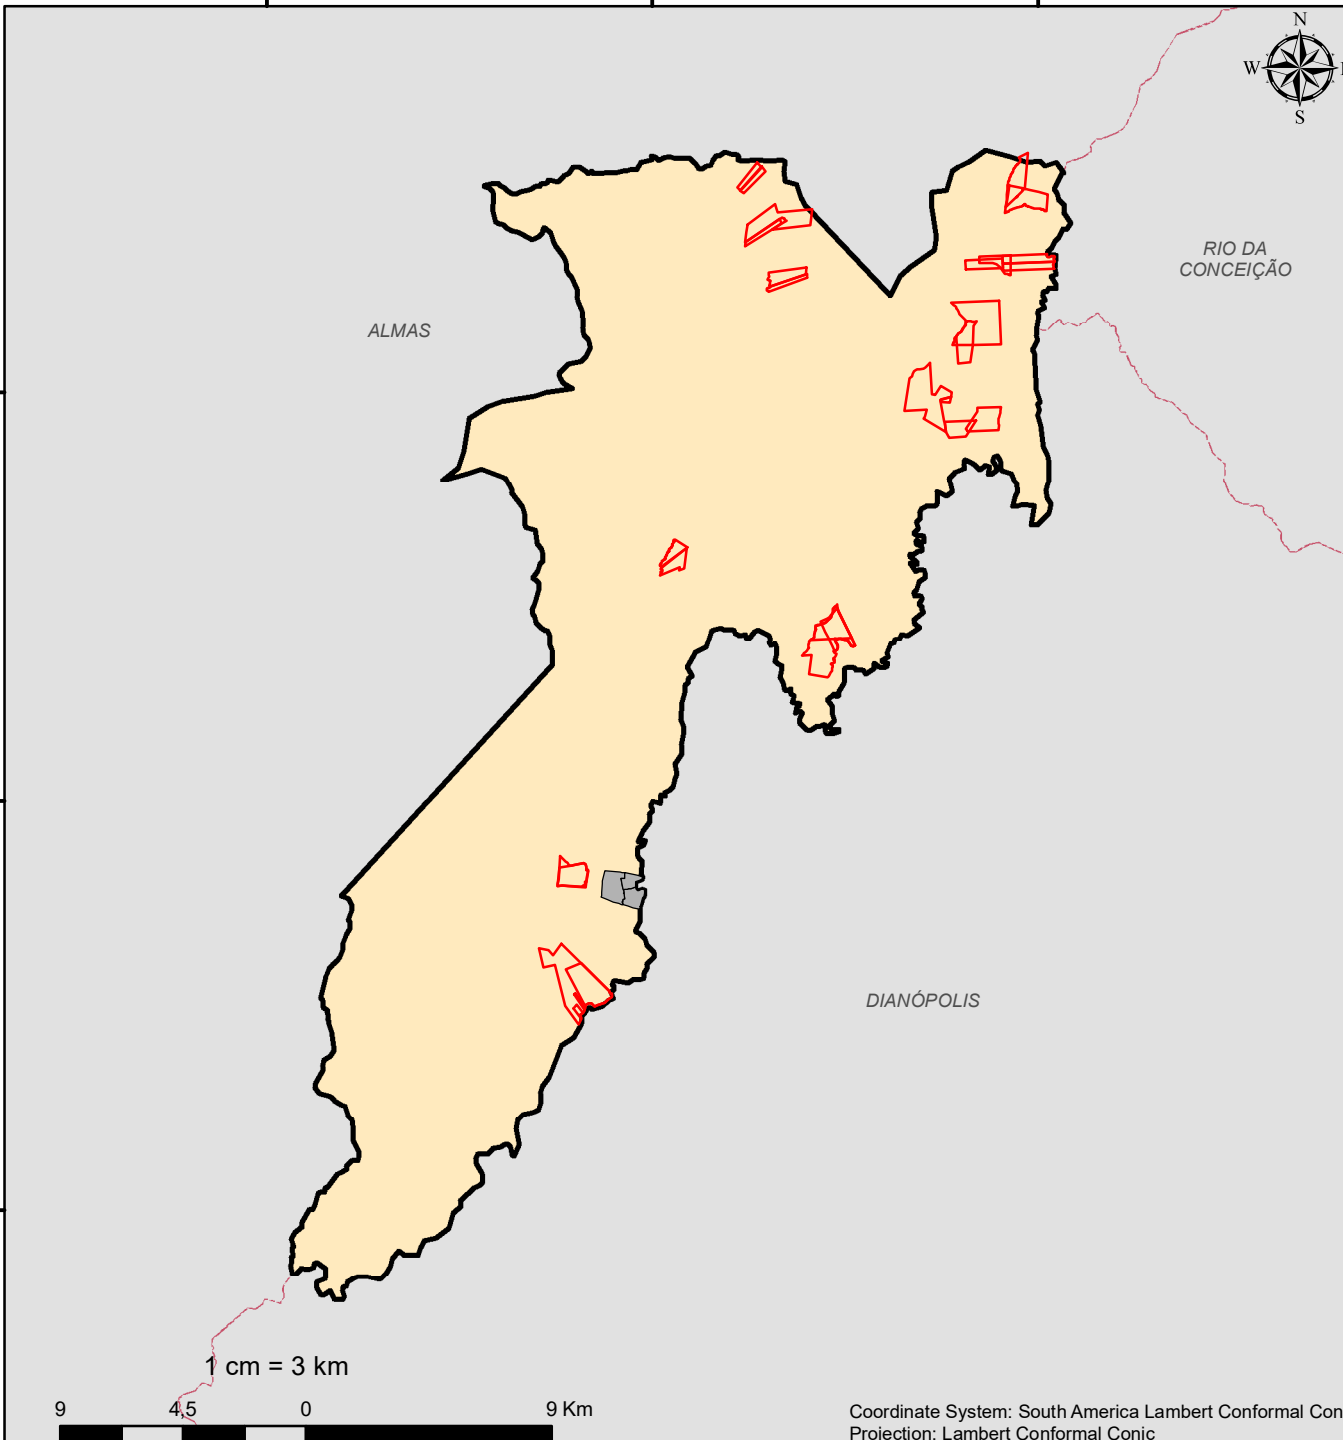 N
W
S
RIO DA
CONCEIÇÃO
ALMAS
DIANÓPOLIS
1 cm = 3 km
9 4,5 0 9 Km
Coordinate System: South America Lambert Conformal Con
Projection: Lambert Conformal Conic